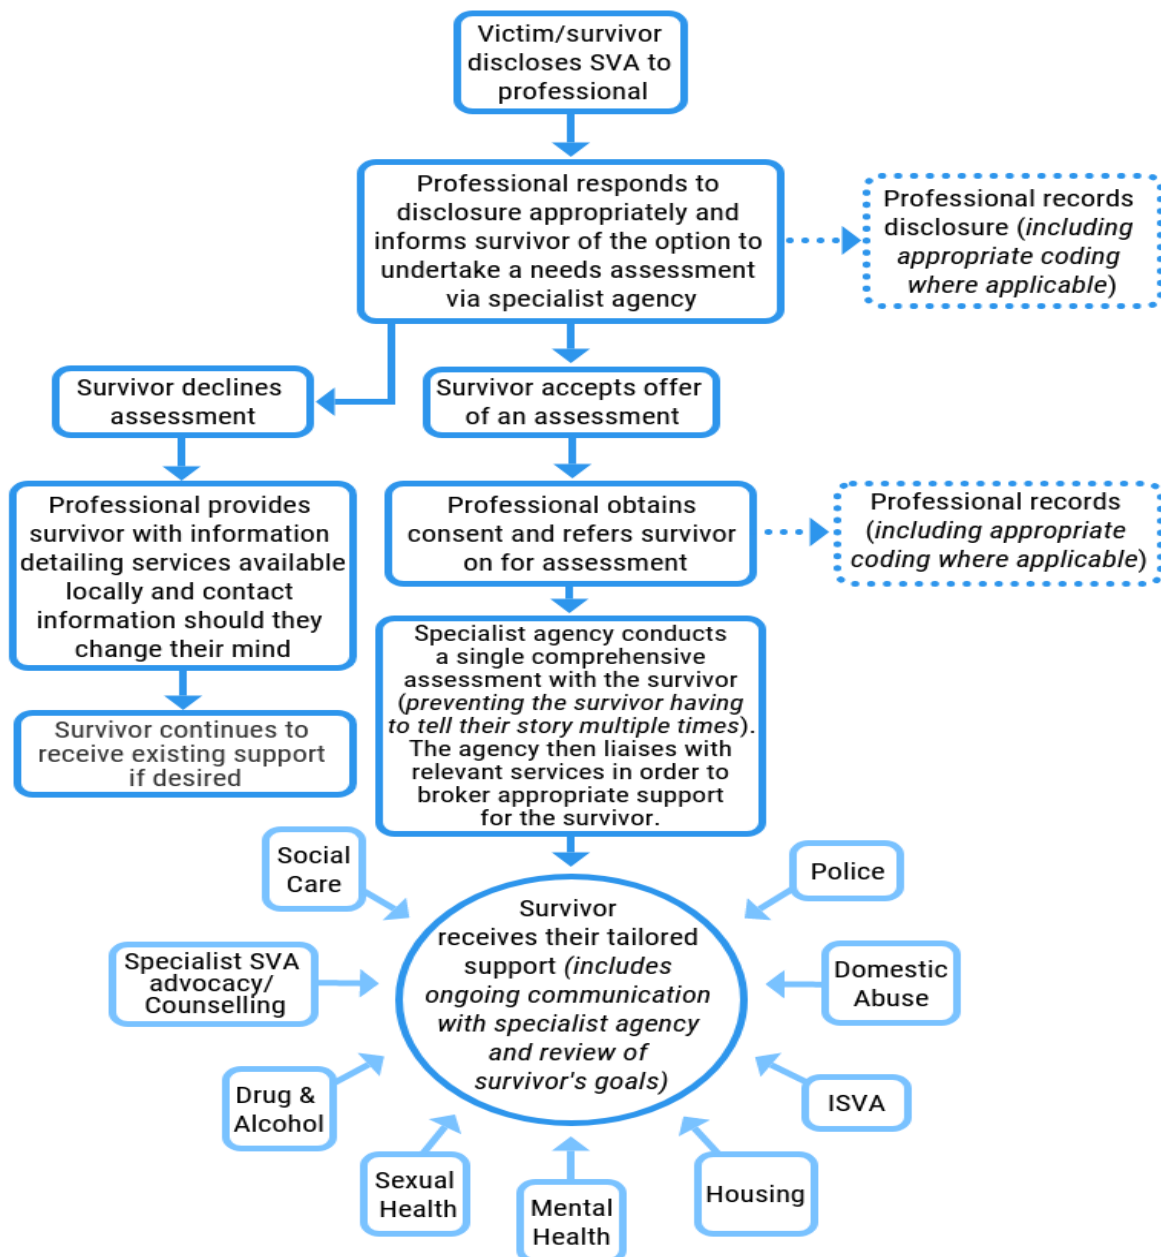 Victim/survivor
discloses SVA to
professional
Professional responds to
disclosure appropriately and
informs survivor of the option to
undertake a needs assessment
via specialist agency
Professional records
disclosure (including
appropriate coding
where applicable)
Survivor declines
assessment
Survivor accepts offer
of an assessment
Professional provides
survivor with information
detailing services available
locally and contact
information should they
change their mind
Professional obtains
consent and refers survivor
on for assessment
Professional records
(including appropriate
coding where applicable)
Survivor continues to
receive existing support
if desired
Specialist agency conducts
a single comprehensive
assessment with the survivor
(preventing the survivor having
to tell their story multiple times).
The agency then liaises with
relevant services in order to
broker appropriate support
for the survivor.
Social
Care
Police
Survivor
receives their tailored
support (includes
ongoing communication
with specialist agency
and review of
survivor's goals)
Specialist SVA
advocacy/
Counselling
Domestic
Abuse
Drug &
Alcohol
ISVA
Sexual
Health
Mental
Health
Housing